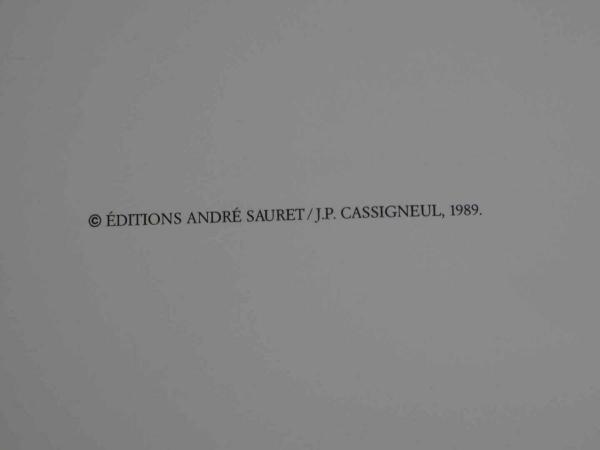 © ÉDITIONS ANDRÉ SAURET/J.P. CASSIGNEUL, 1989.